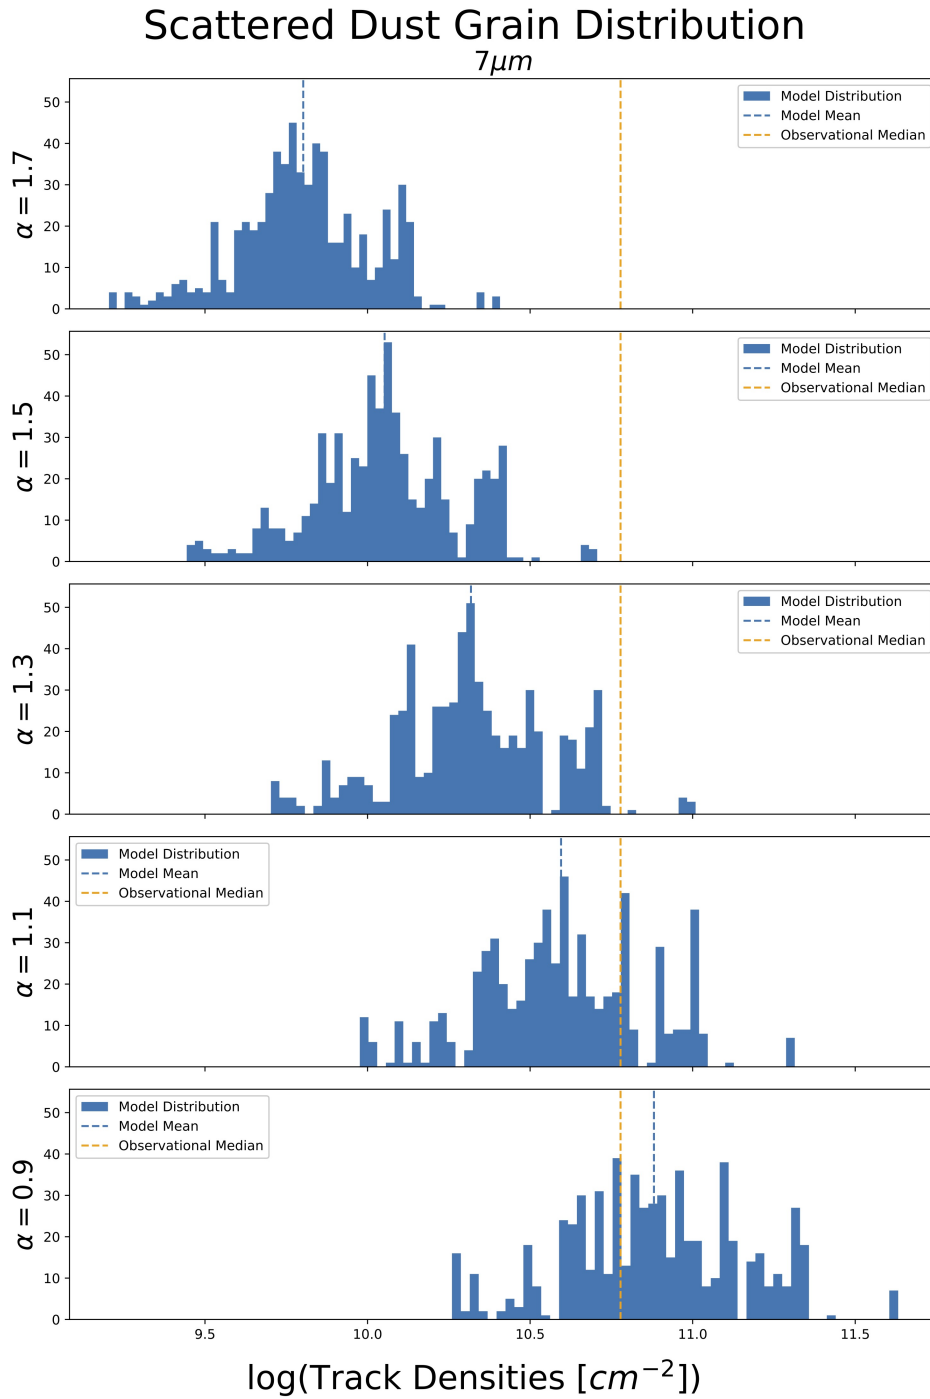 Scattered Dust Grain Distribution
7μm
α = 1.7
50
40
30
20
10
0
Model Distribution
Model Mean
Observational Median
α = 1.5
50
40
30
20
10
0
Model Distribution
Model Mean
Observational Median
α = 1.3
50
40
30
20
10
0
Model Distribution
Model Mean
Observational Median
α = 1.1
50
40
30
20
10
0
Model Distribution
Model Mean
Observational Median
α = 0.9
50
40
30
20
10
0
Model Distribution
Model Mean
Observational Median
9.5 10.0 10.5 11.0 11.5
log(Track Densities [cm⁻²])